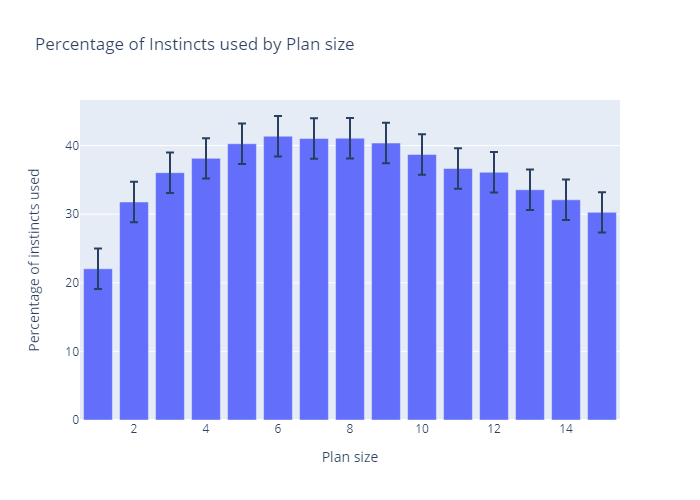 Percentage of Instincts used by Plan size
Percentage of instincts used
40
30
20
10
0
2 4 6 8 10 12 14
Plan size